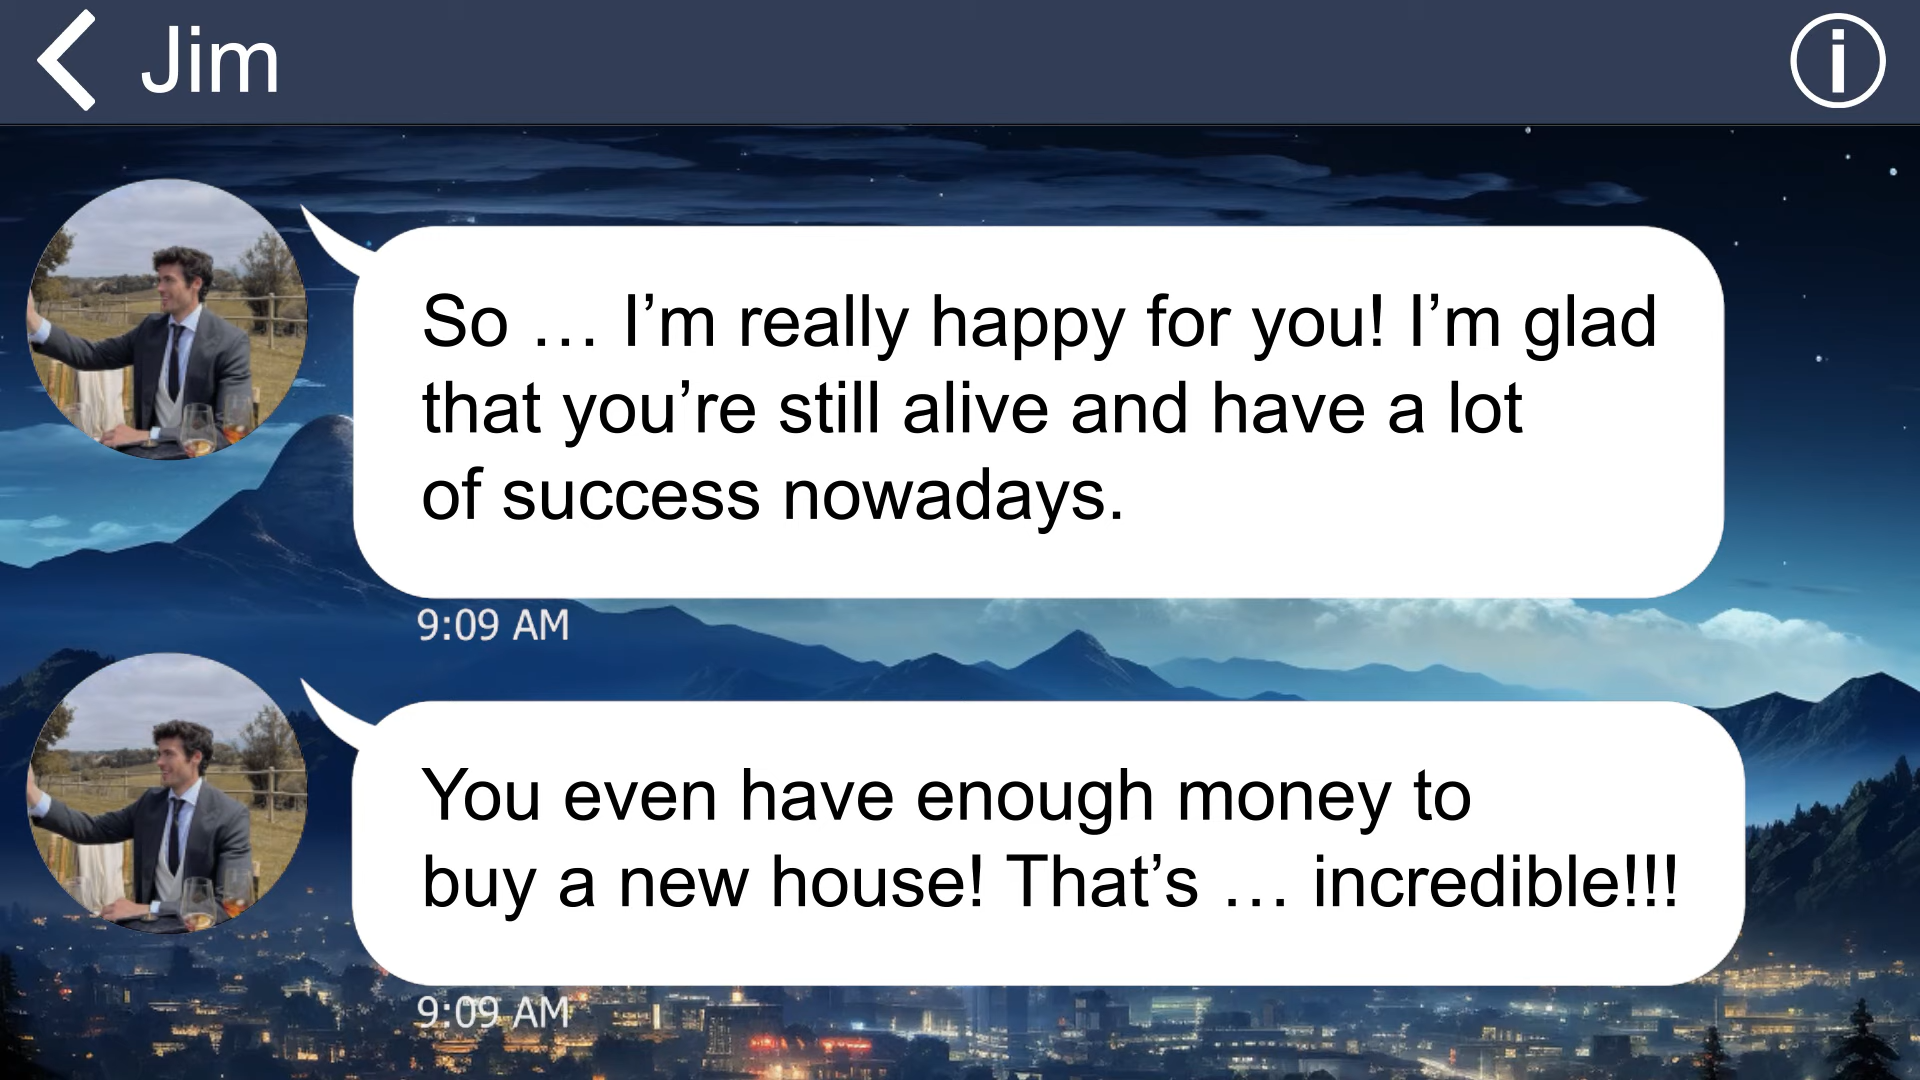 Jim
So … I’m really happy for you! I’m glad
that you’re still alive and have a lot
of success nowadays.
9:09 AM
You even have enough money to
buy a new house! That’s … incredible!!!
9:09 AM